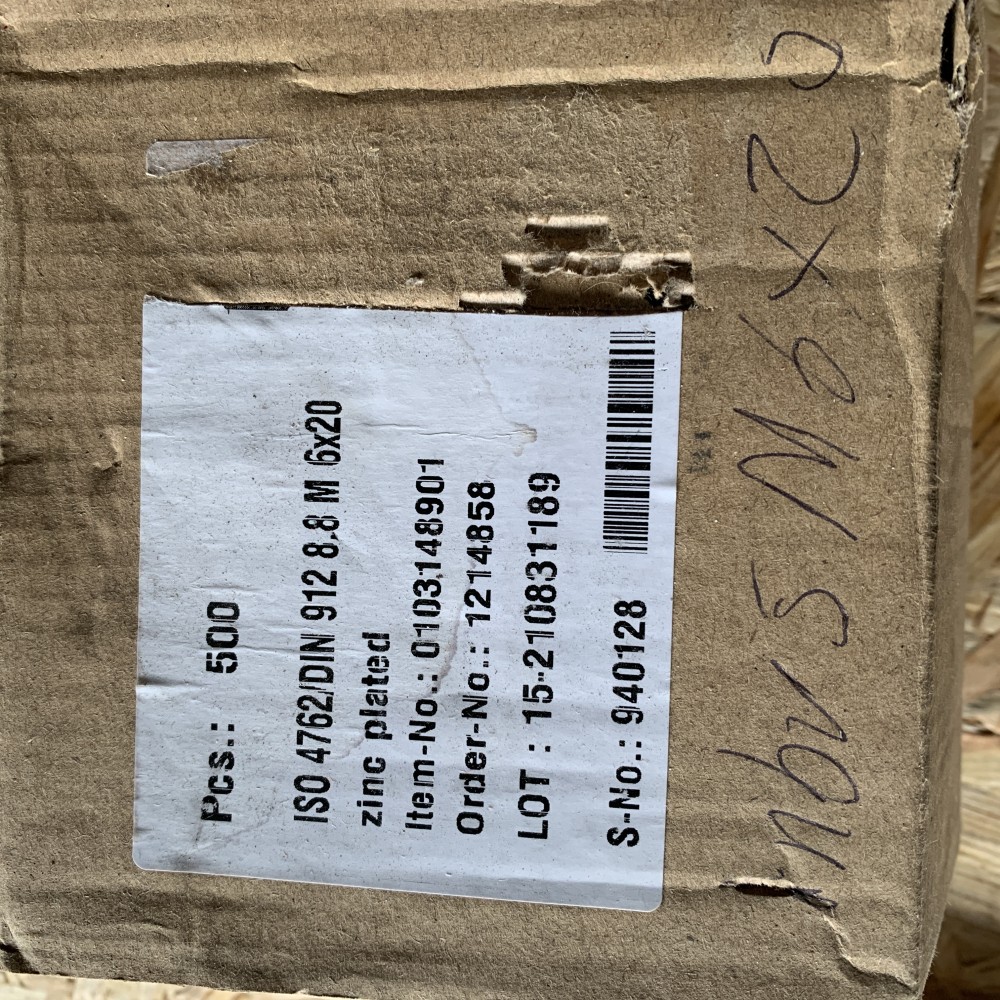 Pcs.: 500
ISO 4762/DIN 912 8.8 M 6x20
zinc plated
Item-No.: 0103148901
Order-No.: 1214858
LOT : 15-210831189
S-No.: 940128
M6x20